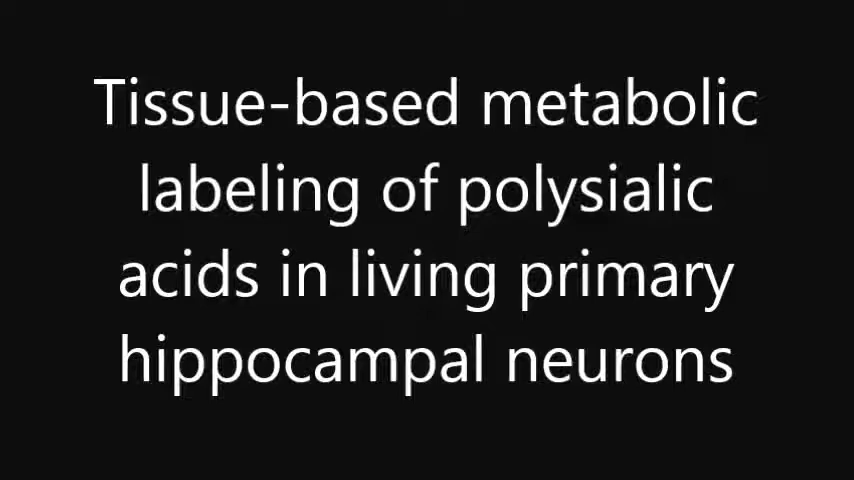 Tissue-based metabolic
labeling of polysialic
acids in living primary
hippocampal neurons